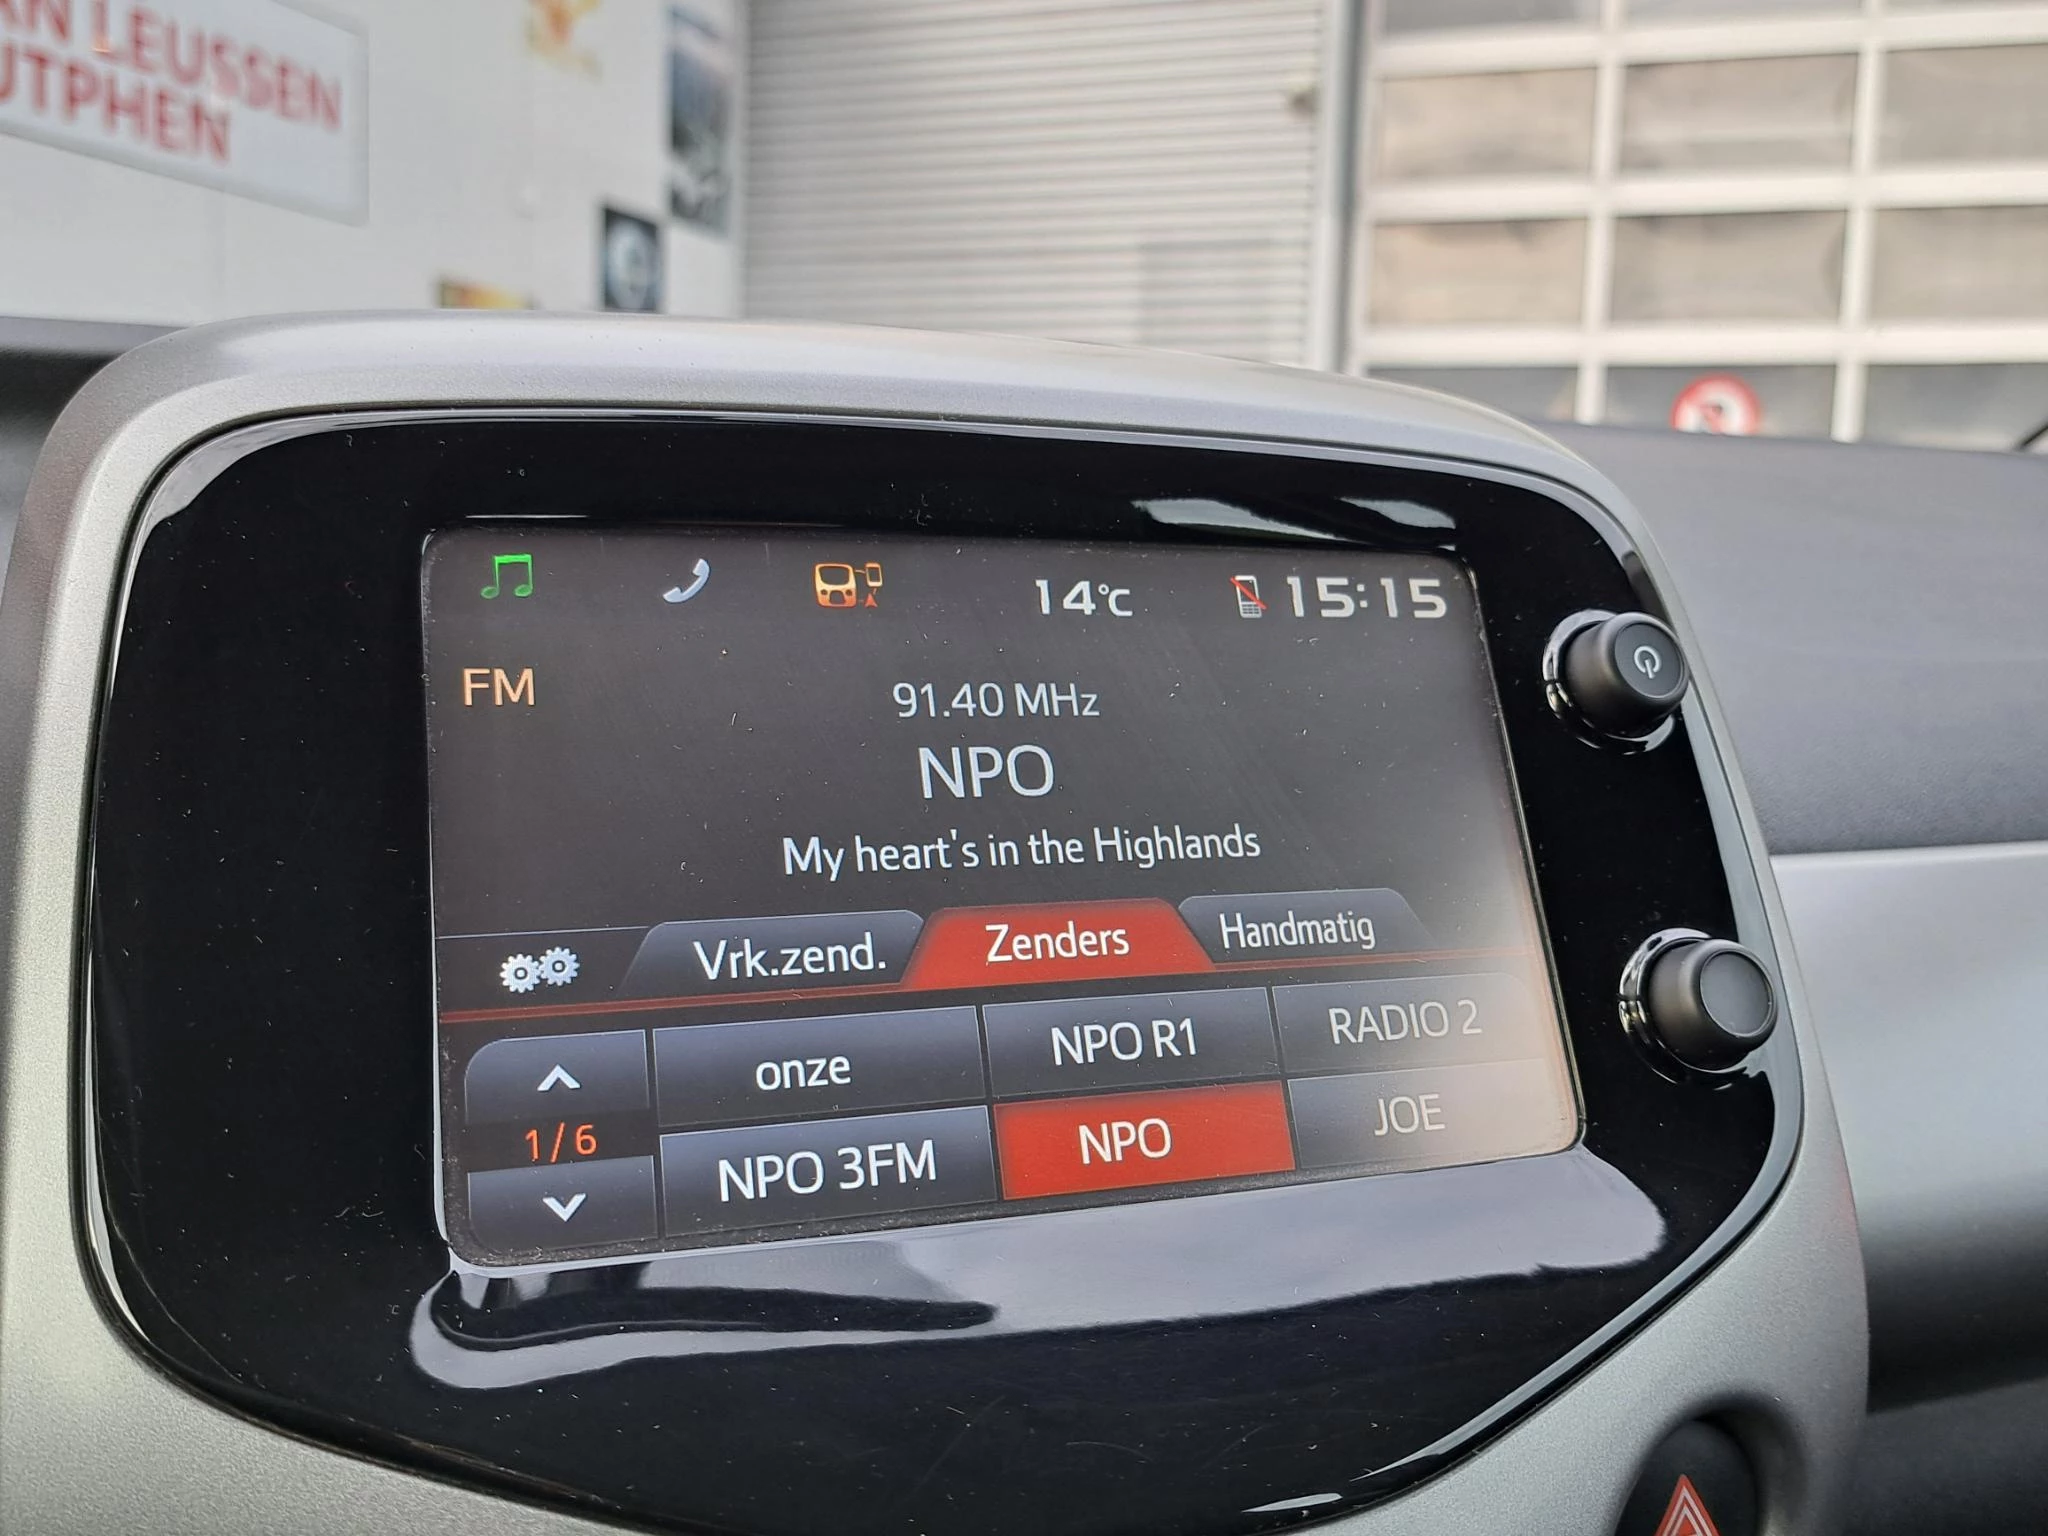 AN LEUSSEN
UTPHEN
14°C 15:15
FM
91.40 MHz
NPO
My heart's in the Highlands
Vrk.zend. Zenders Handmatig
onze NPO R1 RADIO 2
1/6
NPO 3FM NPO JOE